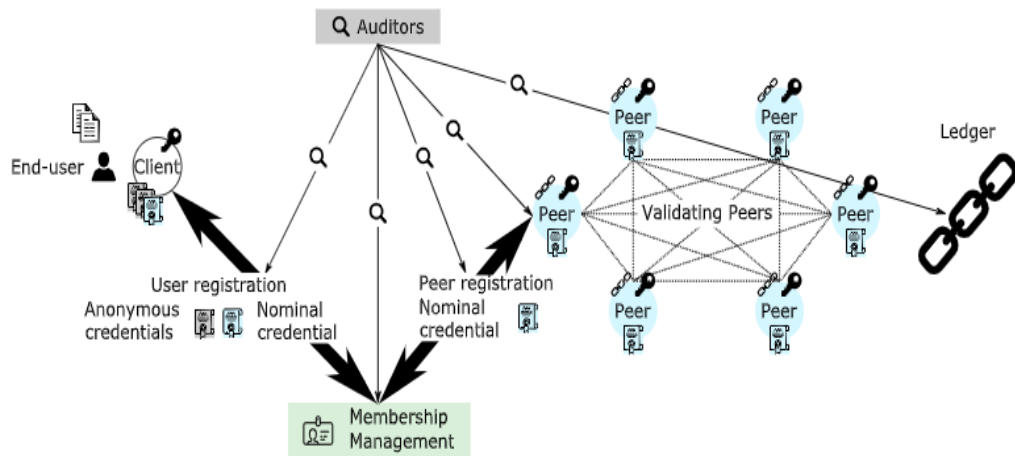 Auditors
Peer
Peer
Ledger
End-user
Client
Peer
Validating Peers
Peer
User registration
Anonymous
credentials
Nominal
credential
Peer registration
Nominal
credential
Peer
Peer
Membership
Management